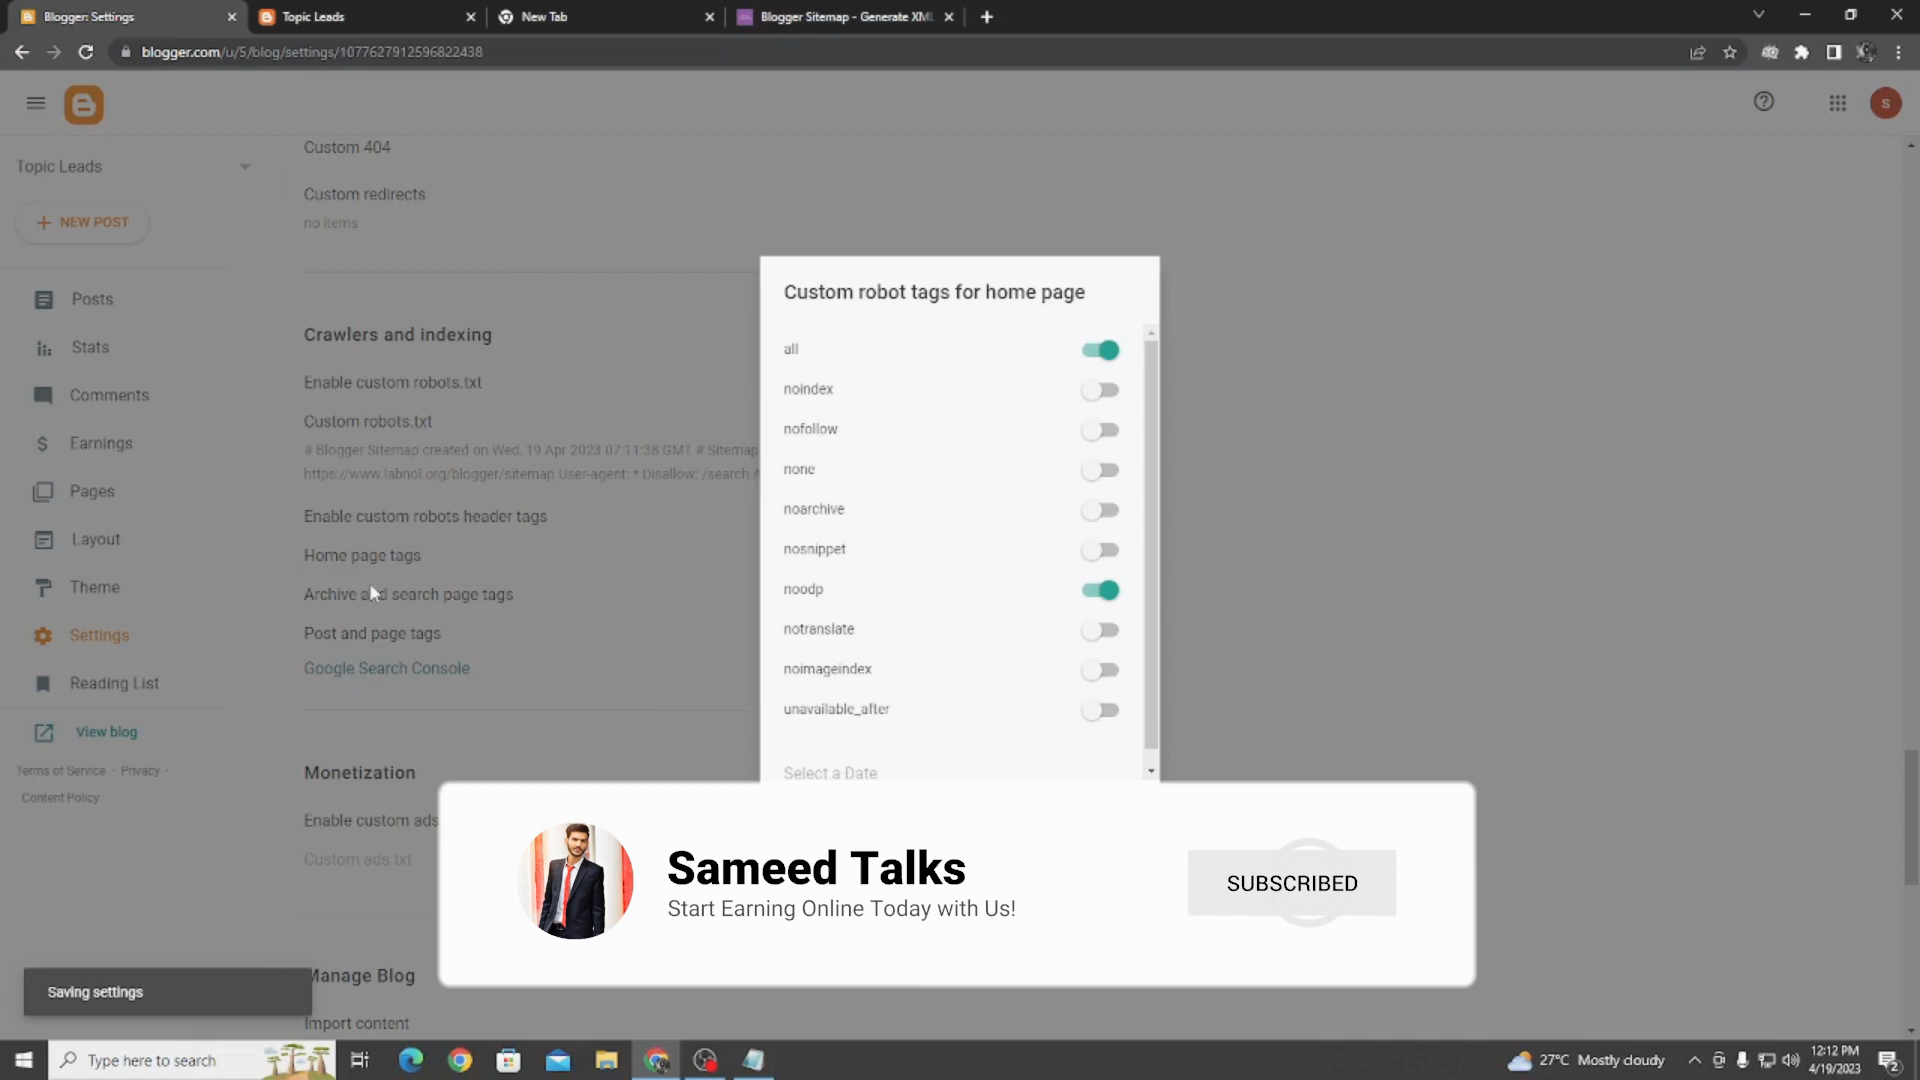 Blogger: Settings
Topic Leads
New Tab
Blogger Sitemap - Generate XML
blogger.com/u/5/blog/settings/1077627912596822438
S
Topic Leads
NEW POST
Posts
Stats
Comments
Earnings
Pages
Layout
Theme
Settings
Reading List
View blog
Terms of Service · Privacy ·
Content Policy
Custom 404
Custom redirects
no items
Crawlers and indexing
Enable custom robots.txt
Custom robots.txt
# Blogger Sitemap created on Wed, 19 Apr 2023 07:11:38 GMT # Sitemap
https://www.labnol.org/blogger/sitemap User-agent: * Disallow: /search
Enable custom robots header tags
Home page tags
Archive and search page tags
Post and page tags
Google Search Console
Monetization
Enable custom ads
Custom ads.txt
Manage Blog
Import content
Custom robot tags for home page
all
noindex
nofollow
none
noarchive
nosnippet
noodp
notranslate
noimageindex
unavailable_after
Select a Date
Sameed Talks
Start Earning Online Today with Us!
SUBSCRIBED
Saving settings
Type here to search
27°C Mostly cloudy
12:12 PM
4/19/2023
2